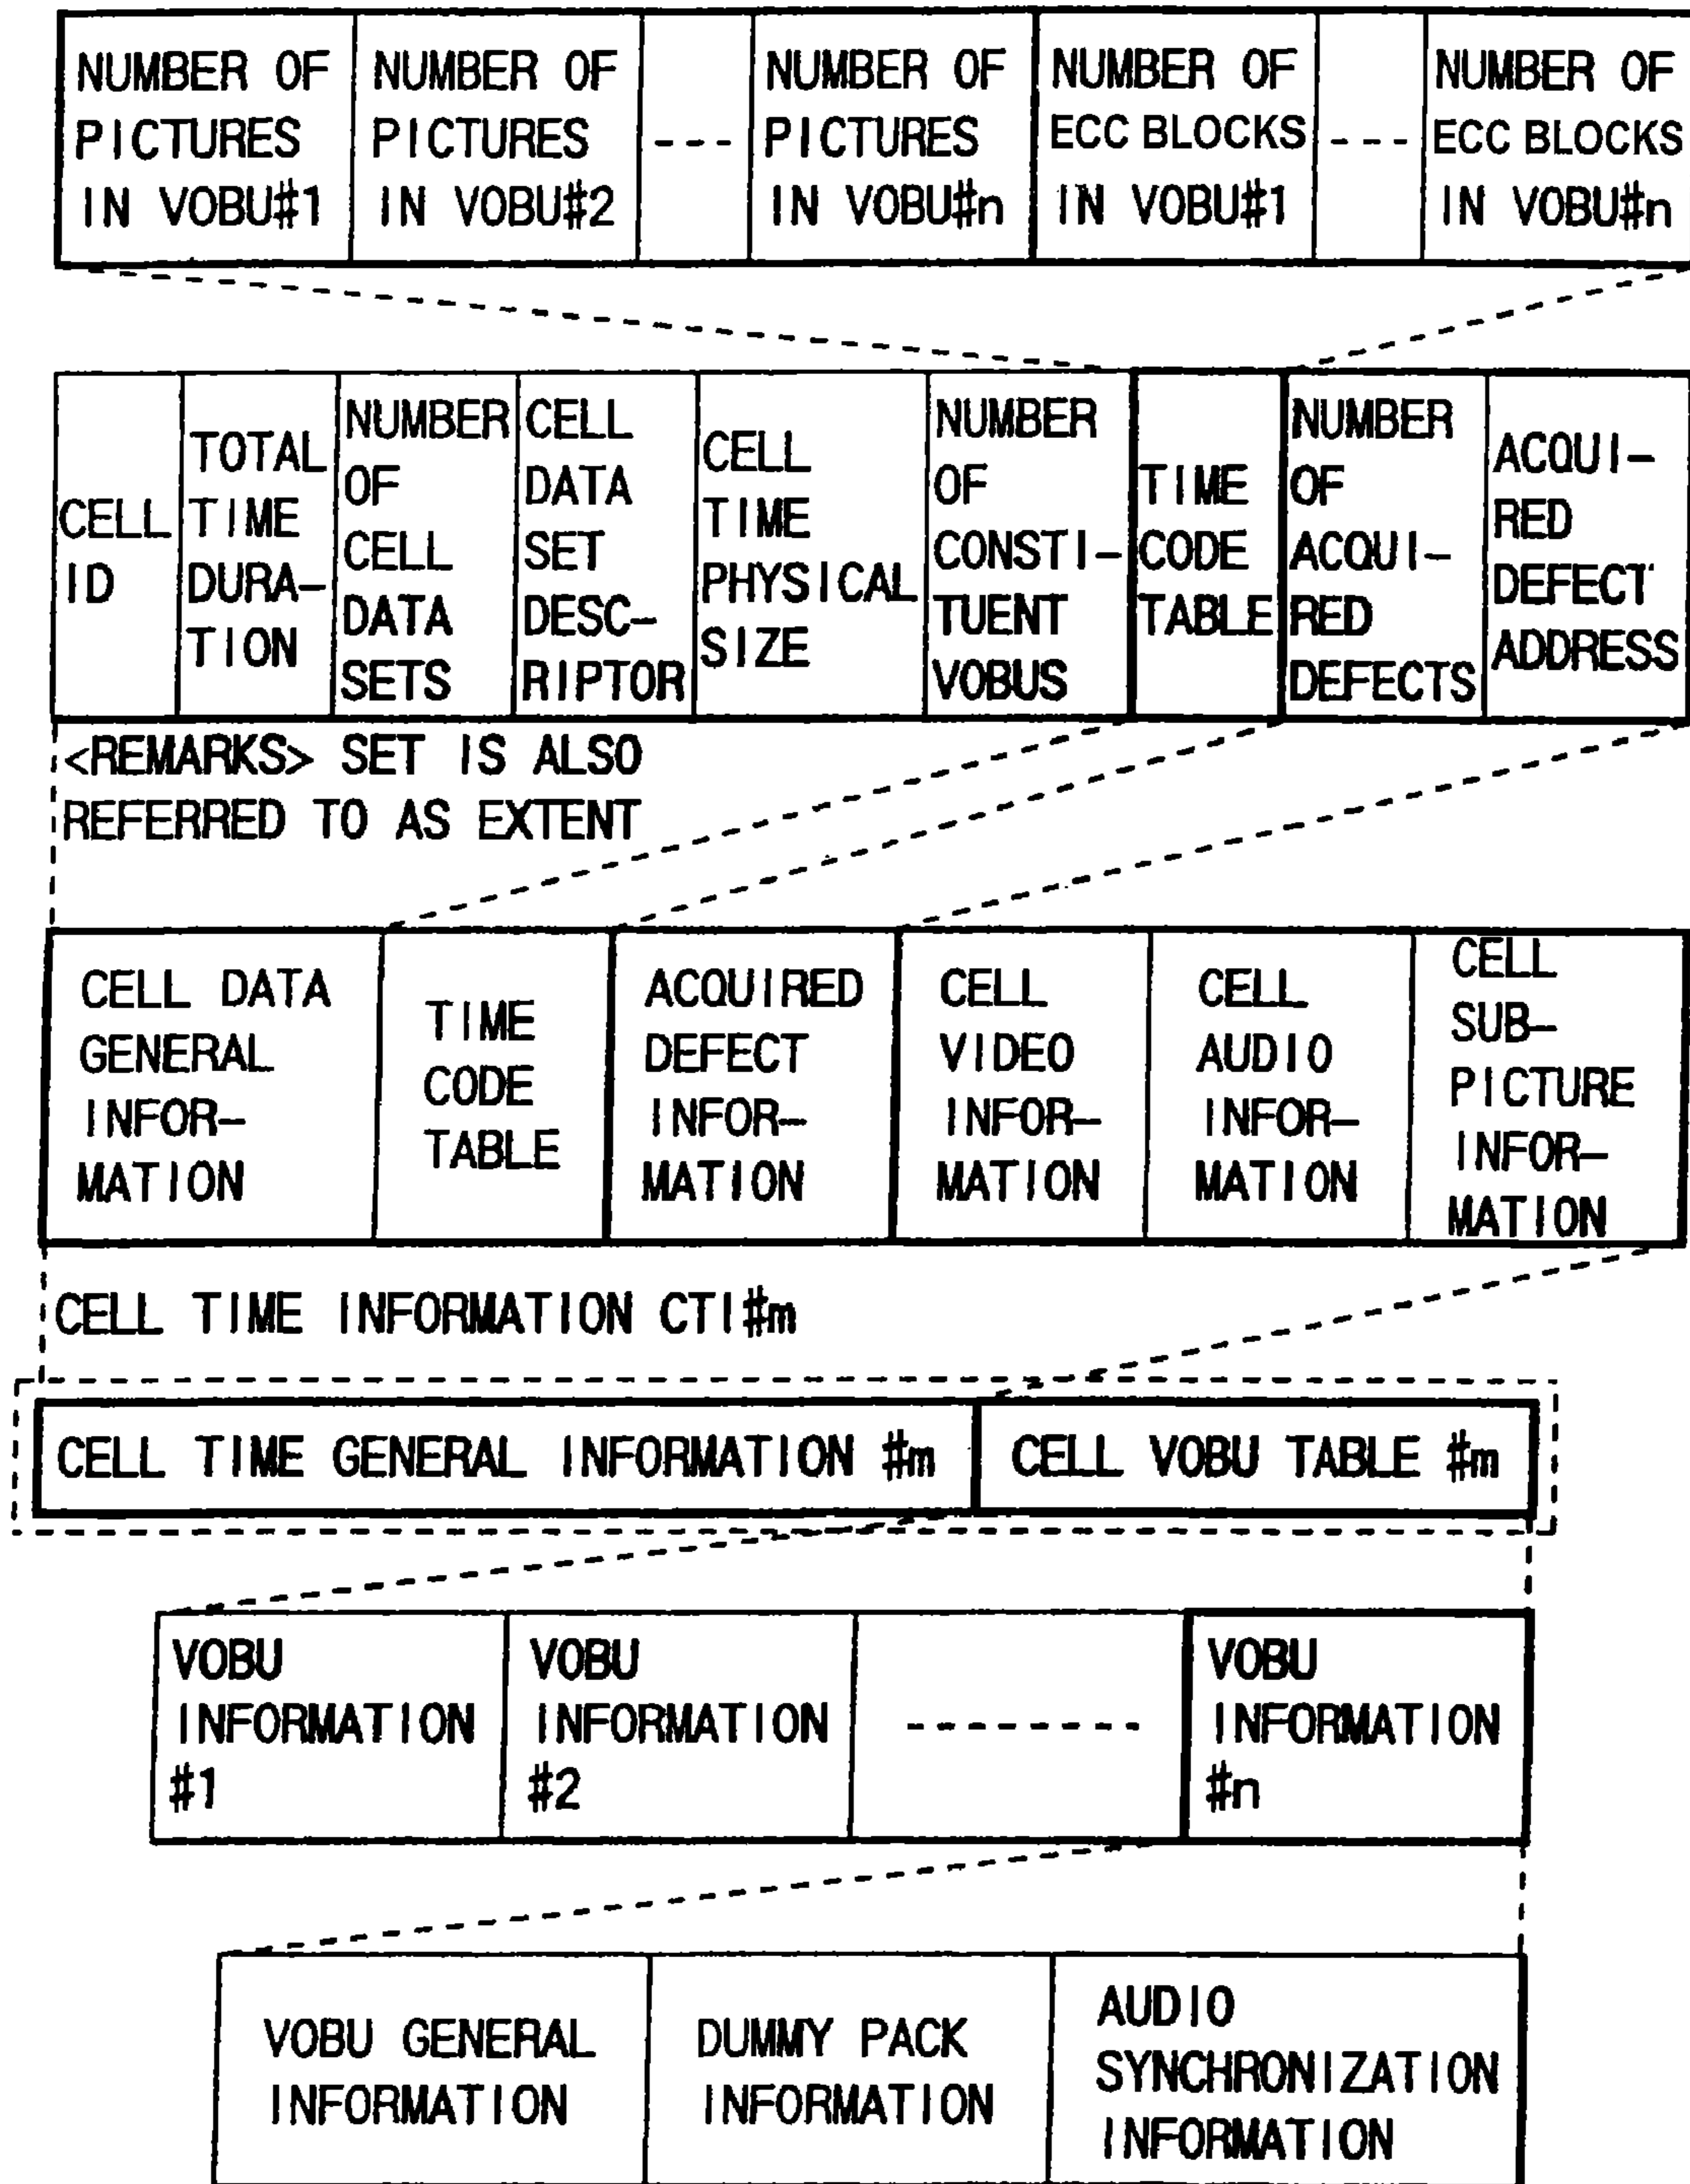 NUMBER OF
PICTURES
IN VOBU#1
NUMBER OF
PICTURES
IN VOBU#2
---
NUMBER OF
PICTURES
IN VOBU#n
NUMBER OF
ECC BLOCKS
IN VOBU#1
---
NUMBER OF
ECC BLOCKS
IN VOBU#n
CELL
ID
TOTAL
TIME
DURA-
TION
NUMBER
OF
CELL
DATA
SETS
CELL
DATA
SET
DESC-
RIPTOR
CELL
TIME
PHYSICAL
SIZE
NUMBER
OF
CONSTI-
TUENT
VOBUS
TIME
CODE
TABLE
NUMBER
OF
ACQUI-
RED
DEFECTS
ACQUI-
RED
DEFECT
ADDRESS
<REMARKS> SET IS ALSO
REFERRED TO AS EXTENT
CELL DATA
GENERAL
INFOR-
MATION
TIME
CODE
TABLE
ACQUIRED
DEFECT
INFOR-
MATION
CELL
VIDEO
INFOR-
MATION
CELL
AUDIO
INFOR-
MATION
CELL
SUB-
PICTURE
INFOR-
MATION
CELL TIME INFORMATION CTI#m
CELL TIME GENERAL INFORMATION #m
CELL VOBU TABLE #m
VOBU
INFORMATION
#1
VOBU
INFORMATION
#2
---------
VOBU
INFORMATION
#n
VOBU GENERAL
INFORMATION
DUMMY PACK
INFORMATION
AUDIO
SYNCHRONIZATION
INFORMATION